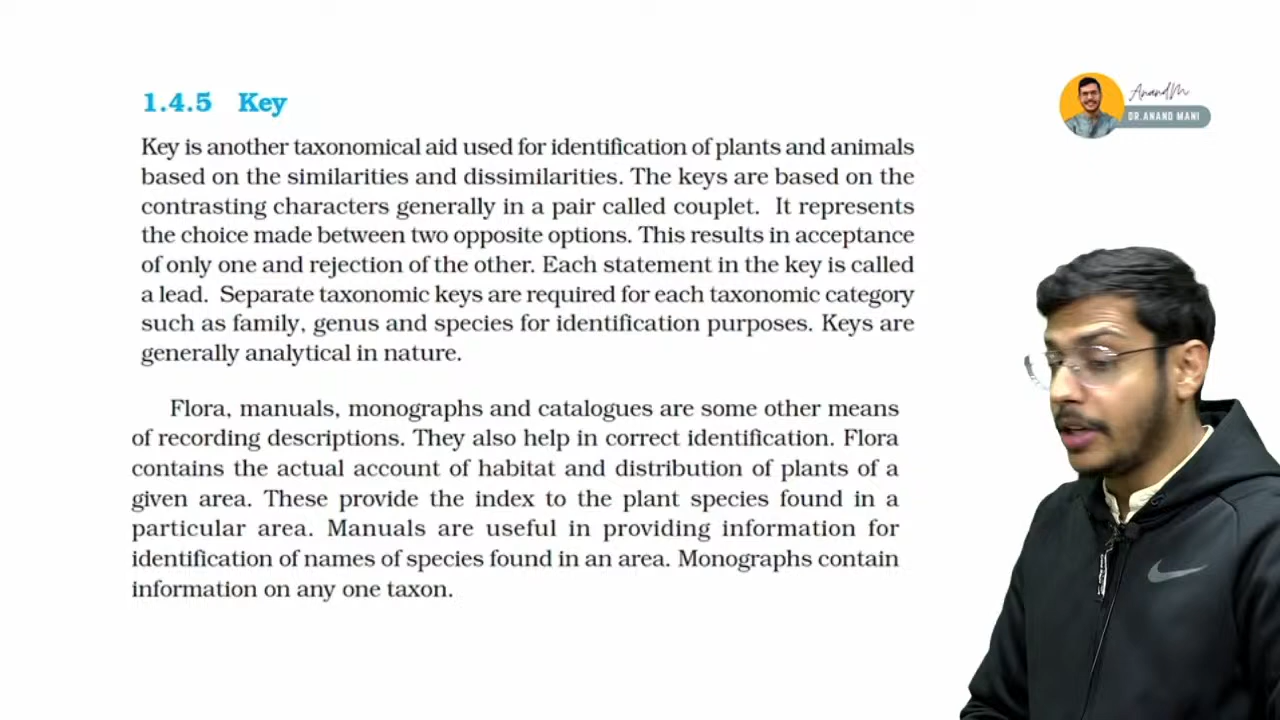 1.4.5 Key
Key is another taxonomical aid used for identification of plants and animals
based on the similarities and dissimilarities. The keys are based on the
contrasting characters generally in a pair called couplet. It represents
the choice made between two opposite options. This results in acceptance
of only one and rejection of the other. Each statement in the key is called
a lead. Separate taxonomic keys are required for each taxonomic category
such as family, genus and species for identification purposes. Keys are
generally analytical in nature.
Flora, manuals, monographs and catalogues are some other means
of recording descriptions. They also help in correct identification. Flora
contains the actual account of habitat and distribution of plants of a
given area. These provide the index to the plant species found in a
particular area. Manuals are useful in providing information for
identification of names of species found in an area. Monographs contain
information on any one taxon.
AnandM
DR.ANAND MANI